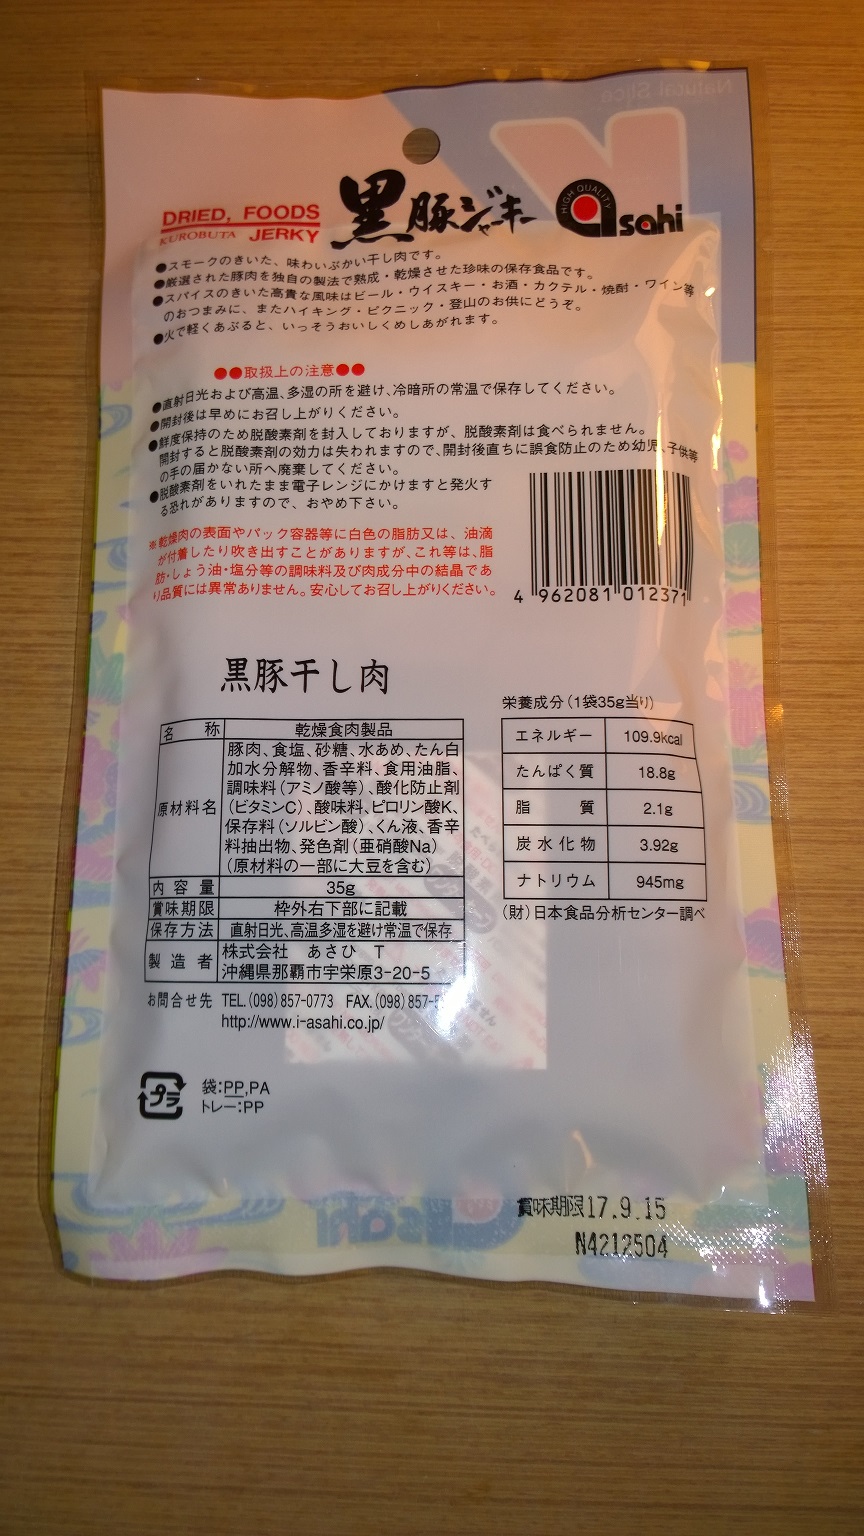 Natural Slice
DRIED, FOODS
KUROBUTA JERKY
黒豚ジャーキー
HIGH QUALITY
asahi
●スモークのきいた、味わいぶかい干し肉です。
●厳選された豚肉を独自の製法で熟成・乾燥させた珍味の保存食品です。
●スパイスのきいた高貴な風味はビール・ウイスキー・お酒・カクテル・焼酎・ワイン等
のおつまみに、またハイキング・ピクニック・登山のお供にどうぞ。
●火で軽くあぶると、いっそうおいしくめしあがれます。
●●取扱上の注意●●
●直射日光および高温、多湿の所を避け、冷暗所の常温で保存してください。
●開封後は早めにお召し上がりください。
●鮮度保持のため脱酸素剤を封入しておりますが、脱酸素剤は食べられません。
開封すると脱酸素剤の効力は失われますので、開封後直ちに誤食防止のため幼児、子供等
の手の届かない所へ廃棄してください。
●脱酸素剤をいれたまま電子レンジにかけますと発火す
る恐れがありますので、おやめ下さい。
※乾燥肉の表面やパック容器等に白色の脂肪又は、油滴
が付着したり吹き出すことがありますが、これ等は、脂
肪・しょう油・塩分等の調味料及び肉成分中の結晶であ
り品質には異常ありません。安心してお召し上がりください。
4 962081 012371
黒豚干し肉
名称 乾燥食肉製品
原材料名 豚肉、食塩、砂糖、水あめ、たん白
加水分解物、香辛料、食用油脂、
調味料(アミノ酸等)、酸化防止剤
(ビタミンC)、酸味料、ピロリン酸K、
保存料(ソルビン酸)、くん液、香辛
料抽出物、発色剤(亜硝酸Na)
(原材料の一部に大豆を含む)
内容量 35g
賞味期限 枠外右下部に記載
保存方法 直射日光、高温多湿を避け常温で保存
製造者 株式会社 あさひ T
沖縄県那覇市宇栄原3-20-5
お問合せ先 TEL.(098)857-0773 FAX.(098)857-
http://www.i-asahi.co.jp/
栄養成分(1袋35g当り)
エネルギー 109.9kcal
たんぱく質 18.8g
脂質 2.1g
炭水化物 3.92g
ナトリウム 945mg
(財)日本食品分析センター調べ
プラ
袋:PP,PA
トレー:PP
asahi
賞味期限17.9.15
N4212504